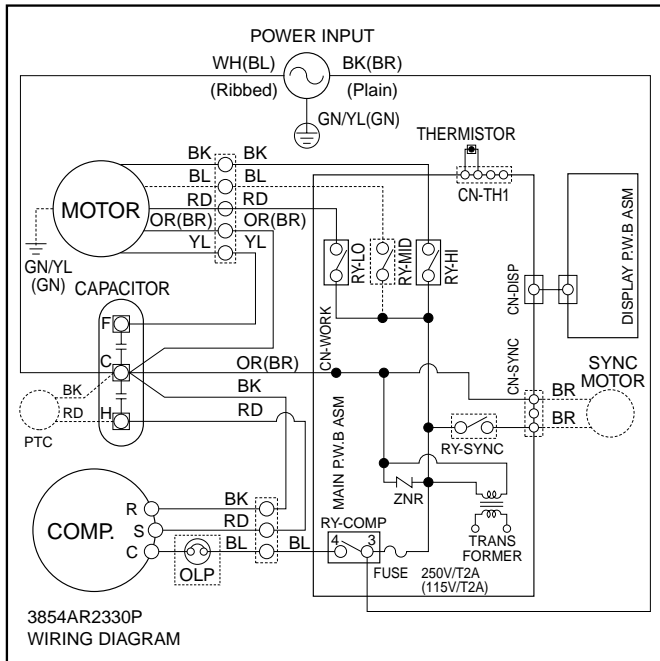 POWER INPUT
WH(BL)
BK(BR)
(Ribbed)
(Plain)
GN/YL(GN)
THERMISTOR
CN-TH1
BK
BK
BL
BL
RD
RD
OR(BR)
OR(BR)
YL
YL
MOTOR
GN/YL
(GN)
RY-LO
RY-MID
RY-HI
CN-DISP
DISPLAY P.W.B ASM
CAPACITOR
F
C
H
CN-WORK
CN-SYNC
OR(BR)
BK
RD
BK
RD
PTC
SYNC
MOTOR
BR
BR
RY-SYNC
MAIN P.W.B ASM
ZNR
TRANS
FORMER
COMP.
R
S
C
BK
RD
BL
BL
OLP
RY-COMP
4
3
FUSE
250V/T2A
(115V/T2A)
3854AR2330P
WIRING DIAGRAM